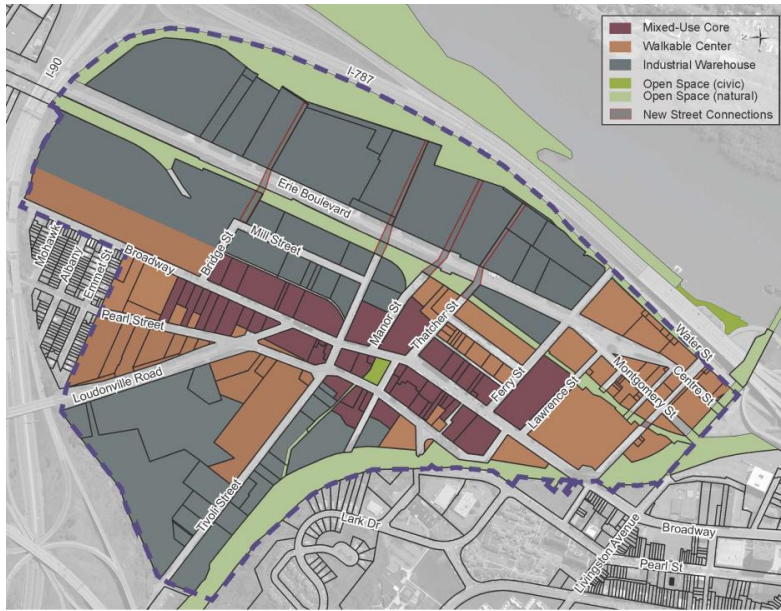 Mixed-Use Core
Walkable Center
Industrial Warehouse
Open Space (civic)
Open Space (natural)
New Street Connections
N
I-90
I-787
Erie Boulevard
Mohawk
Albany
Emmet St
Broadway
Bridge St
Mill Street
Pearl Street
Manor St
Thatcher St
Loudonville Road
Ferry St
Lawrence St
Water St
Centre St
Montgomery St
Tivoli Street
Lark Dr
Livingston Avenue
Broadway
Pearl St